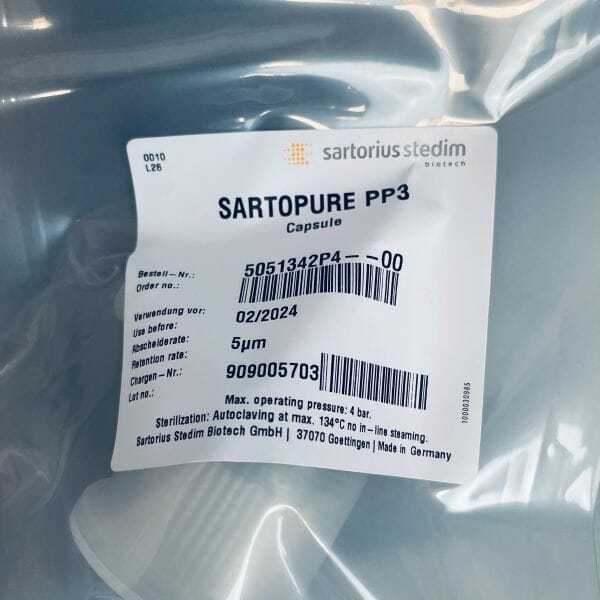 0010
L26
sartorius stedim
biotech
SARTOPURE PP3
Capsule
Bestell-Nr.:
Order no.:
5051342P4--00
Verwendung vor:
Use before:
02/2024
Abscheiderate:
Retention rate:
5µm
Chargen-Nr.:
Lot no.:
909005703
Max. operating pressure: 4 bar.
Sterilization: Autoclaving at max. 134°C no in-line steaming.
Sartorius Stedim Biotech GmbH | 37070 Goettingen | Made in Germany
1000030985